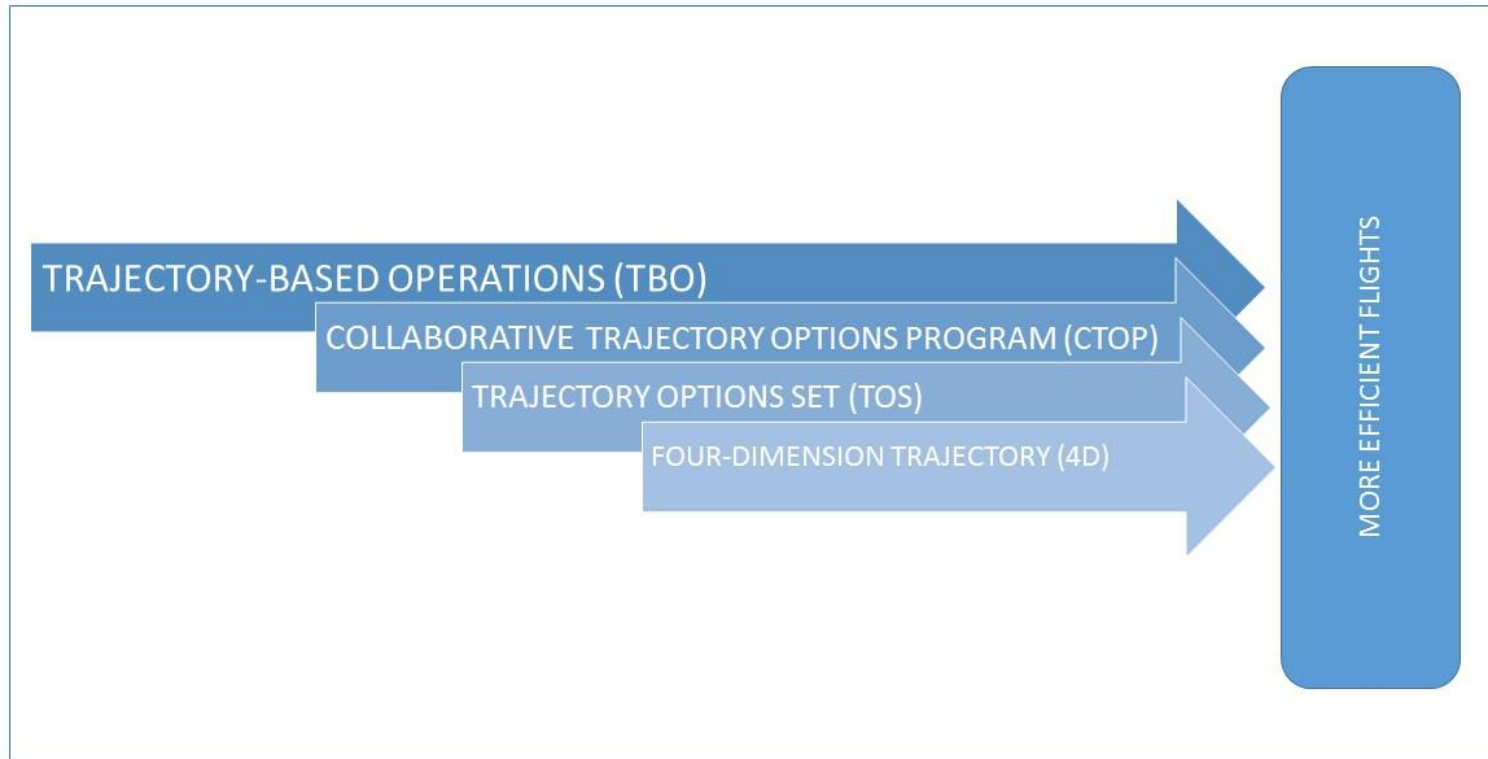 TRAJECTORY-BASED OPERATIONS (TBO)
COLLABORATIVE TRAJECTORY OPTIONS PROGRAM (CTOP)
TRAJECTORY OPTIONS SET (TOS)
FOUR-DIMENSION TRAJECTORY (4D)
MORE EFFICIENT FLIGHTS